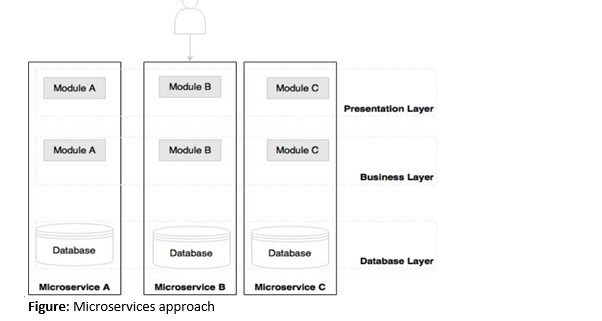 Module A
Module B
Module C
Presentation Layer
Module A
Module B
Module C
Business Layer
Database
Database
Database
Database Layer
Microservice A
Microservice B
Microservice C
Figure: Microservices approach